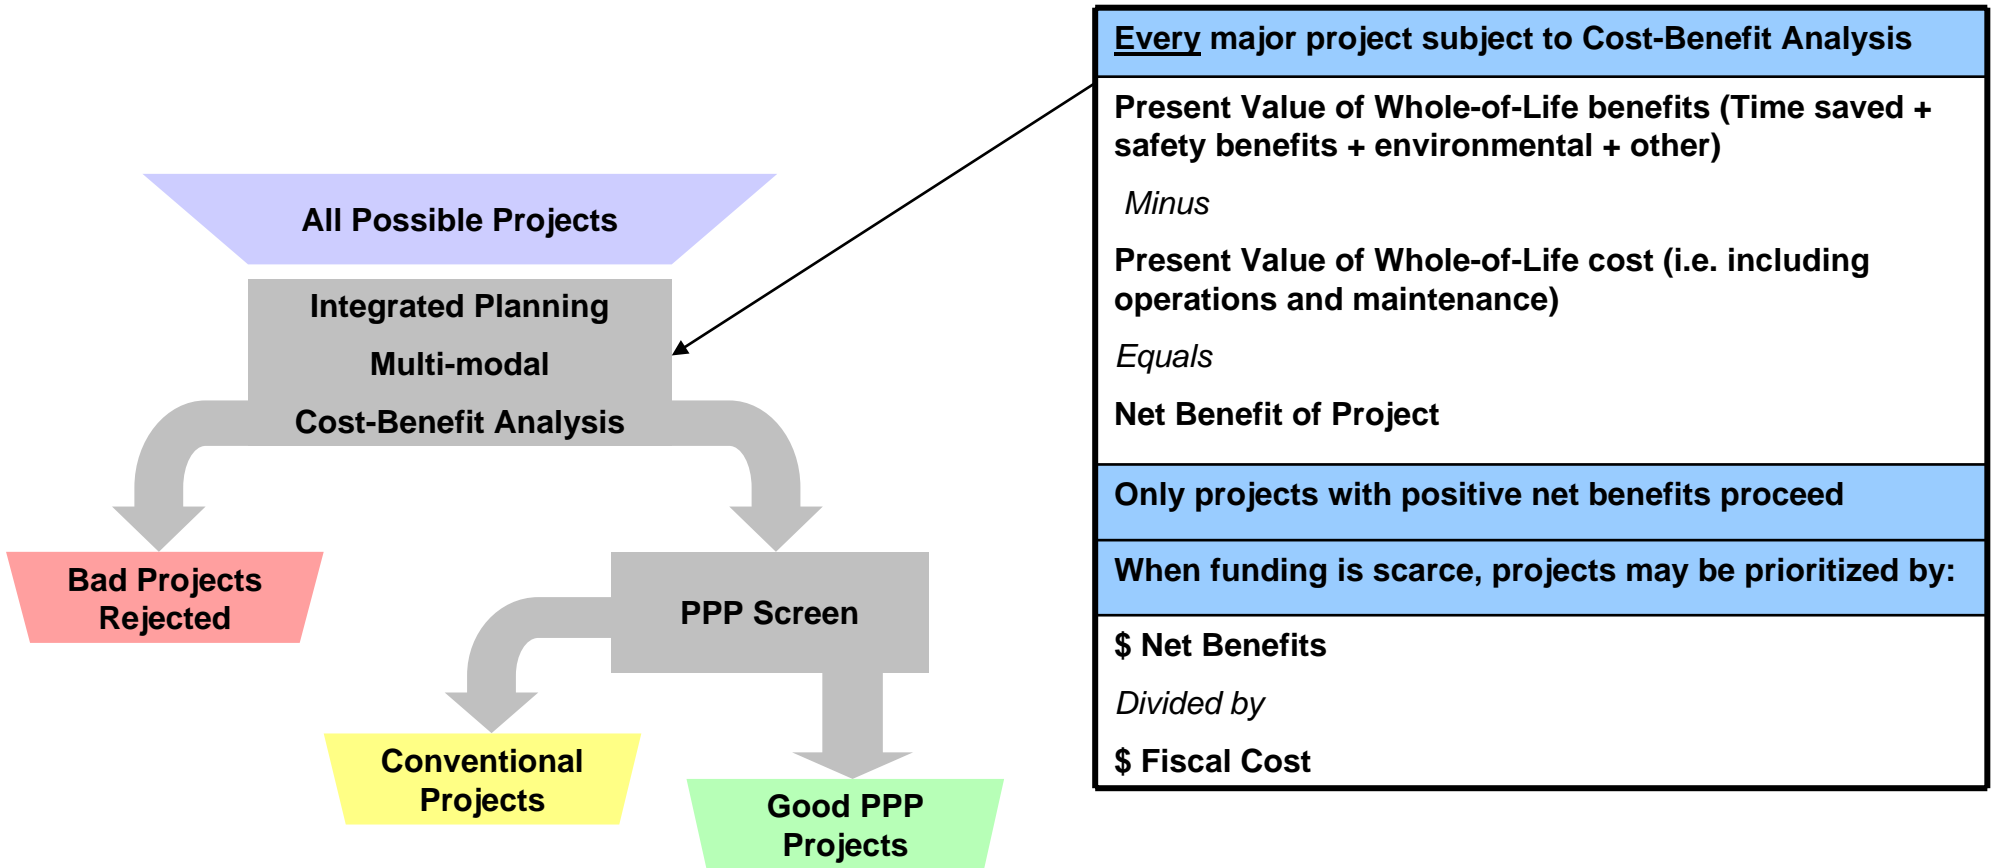 All Possible Projects
Integrated Planning
Multi-modal
Cost-Benefit Analysis
Bad Projects
Rejected
PPP Screen
Conventional
Projects
Good PPP
Projects
Every major project subject to Cost-Benefit Analysis
Present Value of Whole-of-Life benefits (Time saved +
safety benefits + environmental + other)
Minus
Present Value of Whole-of-Life cost (i.e. including
operations and maintenance)
Equals
Net Benefit of Project
Only projects with positive net benefits proceed
When funding is scarce, projects may be prioritized by:
$ Net Benefits
Divided by
$ Fiscal Cost